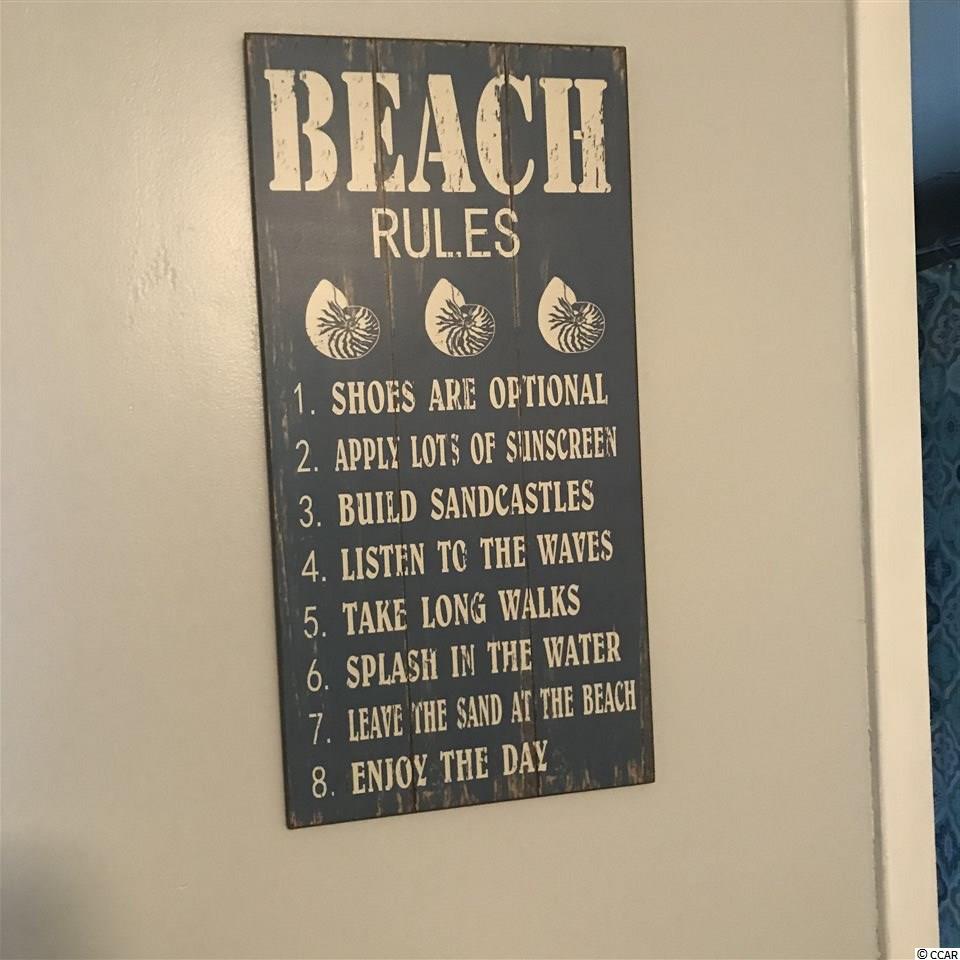 BEACH
RULES
1. SHOES ARE OPTIONAL
2. APPLY LOTS OF SUNSCREEN
3. BUILD SANDCASTLES
4. LISTEN TO THE WAVES
5. TAKE LONG WALKS
6. SPLASH IN THE WATER
7. LEAVE THE SAND AT THE BEACH
8. ENJOY THE DAY
© CCAR